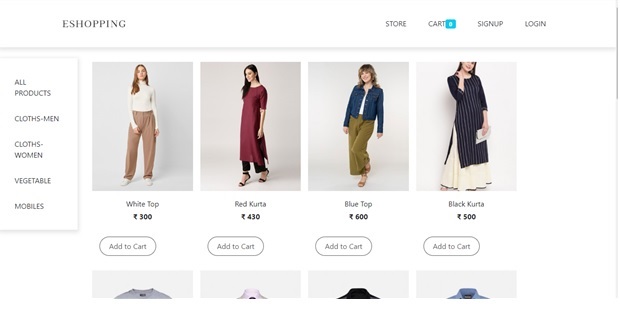 ESHOPPING
STORE
CART 0
SIGNUP
LOGIN
ALL
PRODUCTS
CLOTHS-MEN
CLOTHS-
WOMEN
VEGETABLE
MOBILES
White Top
₹ 300
Add to Cart
Red Kurta
₹ 430
Add to Cart
Blue Top
₹ 600
Add to Cart
Black Kurta
₹ 500
Add to Cart